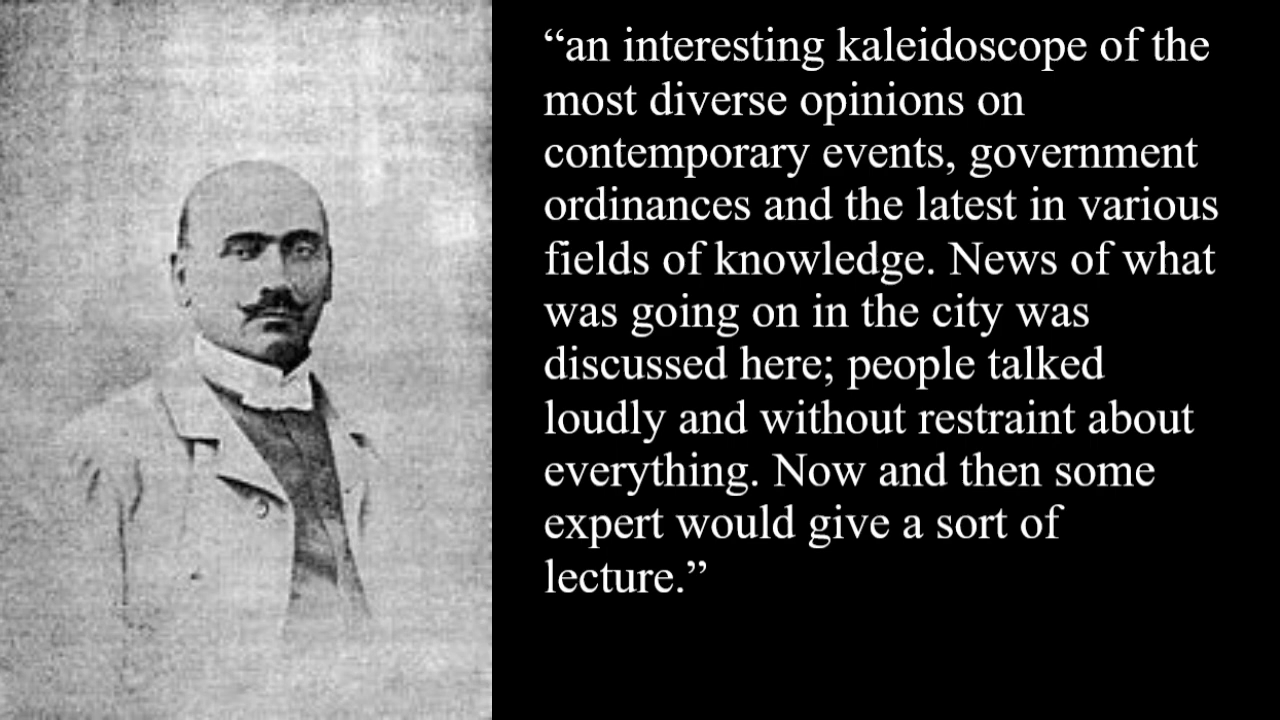 “an interesting kaleidoscope of the
most diverse opinions on
contemporary events, government
ordinances and the latest in various
fields of knowledge. News of what
was going on in the city was
discussed here; people talked
loudly and without restraint about
everything. Now and then some
expert would give a sort of
lecture.”